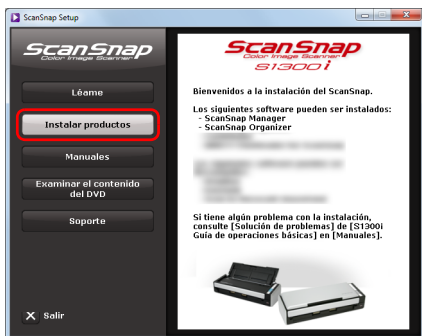 ScanSnap Setup
ScanSnap
Color Image Scanner
Léame
Instalar productos
Manuales
Examinar el contenido
del DVD
Soporte
Salir
ScanSnap
Color Image Scanner
S1300i
Bienvenidos a la instalación del ScanSnap.
Los siguientes software pueden ser instalados:
- ScanSnap Manager
- ScanSnap Organizer
Si tiene algún problema con la instalación,
consulte [Solución de problemas] de [S1300i
Guía de operaciones básicas] en [Manuales].